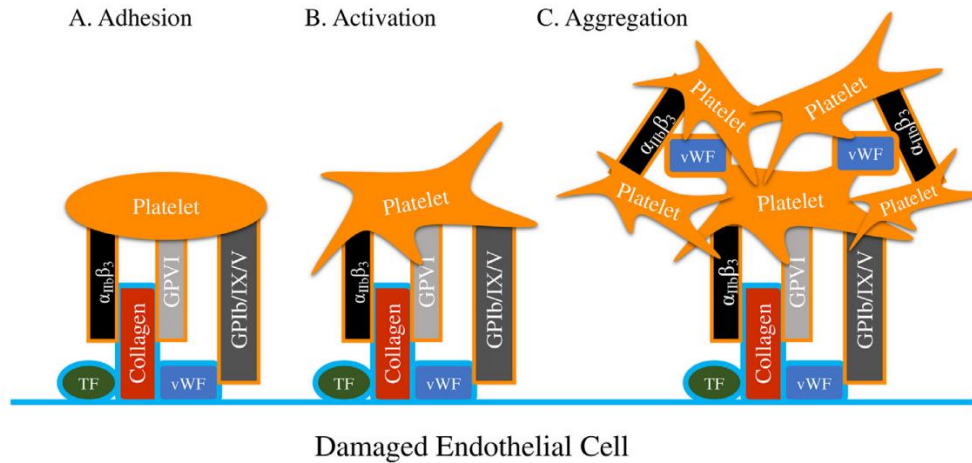 A. Adhesion
B. Activation
C. Aggregation
Platelet
αIIbβ3
GPVI
GPIb/IX/V
Collagen
TF
vWF
Platelet
αIIbβ3
GPVI
GPIb/IX/V
Collagen
TF
vWF
Platelet
Platelet
αIIbβ3
αIIbβ3
vWF
vWF
Platelet
Platelet
Platelet
αIIbβ3
GPVI
GPIb/IX/V
Collagen
TF
vWF
Damaged Endothelial Cell